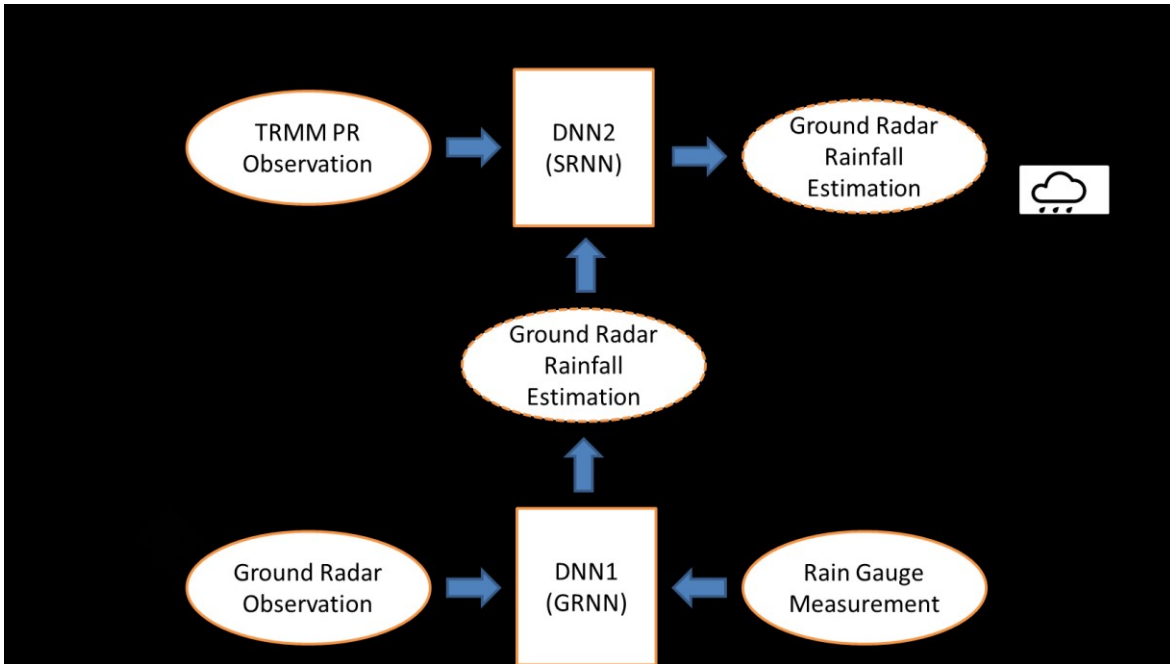 TRMM PR
Observation
DNN2
(SRNN)
Ground Radar
Rainfall
Estimation
Ground Radar
Rainfall
Estimation
Ground Radar
Observation
DNN1
(GRNN)
Rain Gauge
Measurement